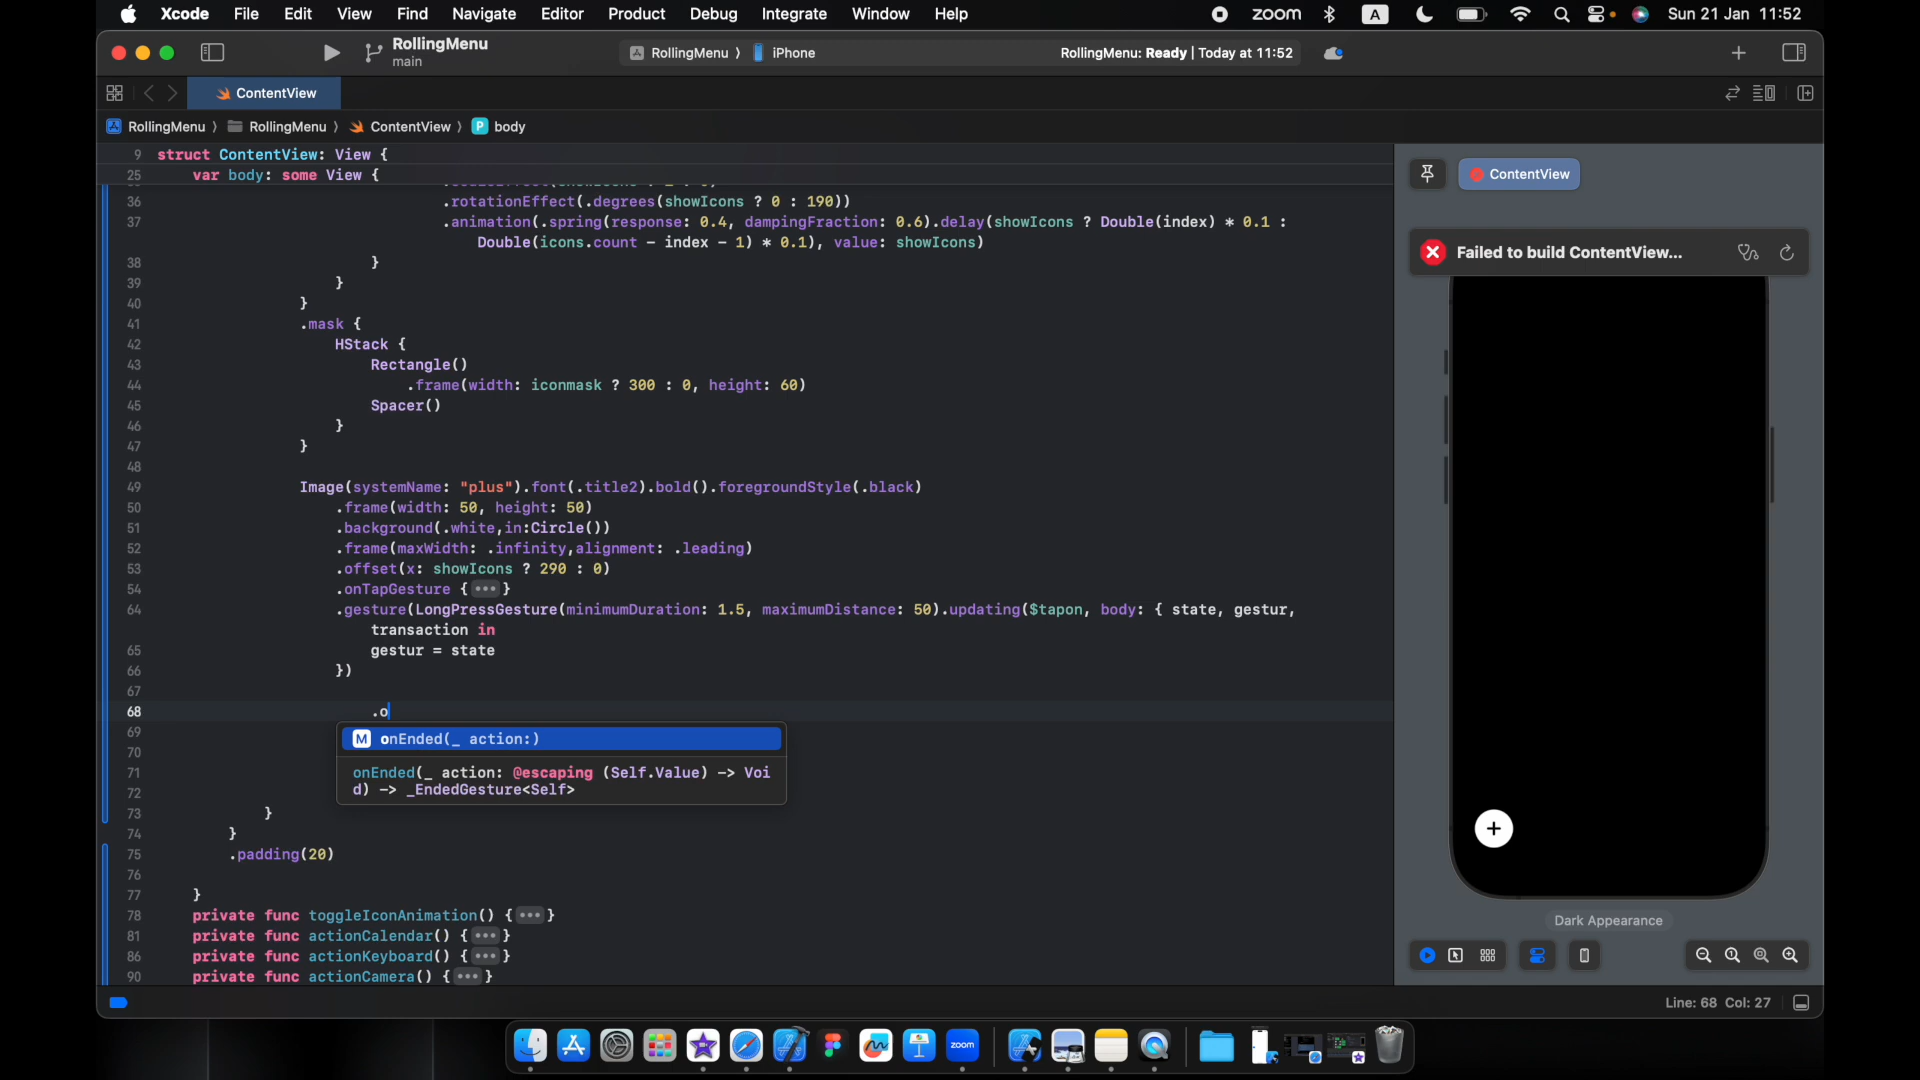 Xcode File Edit View Find Navigate Editor Product Debug Integrate Window Help zoom A Sun 21 Jan 11:52
RollingMenu
main
RollingMenu ⟩ iPhone
RollingMenu: Ready | Today at 11:52
ContentView
RollingMenu ⟩ RollingMenu ⟩ ContentView ⟩ P body
9 struct ContentView: View {
25 var body: some View {
36 .rotationEffect(.degrees(showIcons ? 0 : 190))
37 .animation(.spring(response: 0.4, dampingFraction: 0.6).delay(showIcons ? Double(index) * 0.1 :
Double(icons.count - index - 1) * 0.1), value: showIcons)
38 }
39 }
40 }
41 .mask {
42 HStack {
43 Rectangle()
44 .frame(width: iconmask ? 300 : 0, height: 60)
45 Spacer()
46 }
47 }
48
49 Image(systemName: "plus").font(.title2).bold().foregroundStyle(.black)
50 .frame(width: 50, height: 50)
51 .background(.white,in:Circle())
52 .frame(maxWidth: .infinity,alignment: .leading)
53 .offset(x: showIcons ? 290 : 0)
54 .onTapGesture {•••}
64 .gesture(LongPressGesture(minimumDuration: 1.5, maximumDistance: 50).updating($tapon, body: { state, gestur,
transaction in
65 gestur = state
66 })
67
68 .o
69
70
71
72
M onEnded(_ action:)
onEnded(_ action: @escaping (Self.Value) -> Voi
d) -> _EndedGesture<Self>
73 }
74 }
75 .padding(20)
76
77 }
78 private func toggleIconAnimation() {•••}
81 private func actionCalendar() {•••}
86 private func actionKeyboard() {•••}
90 private func actionCamera() {•••}
ContentView
Failed to build ContentView...
Dark Appearance
Line: 68 Col: 27
zoom